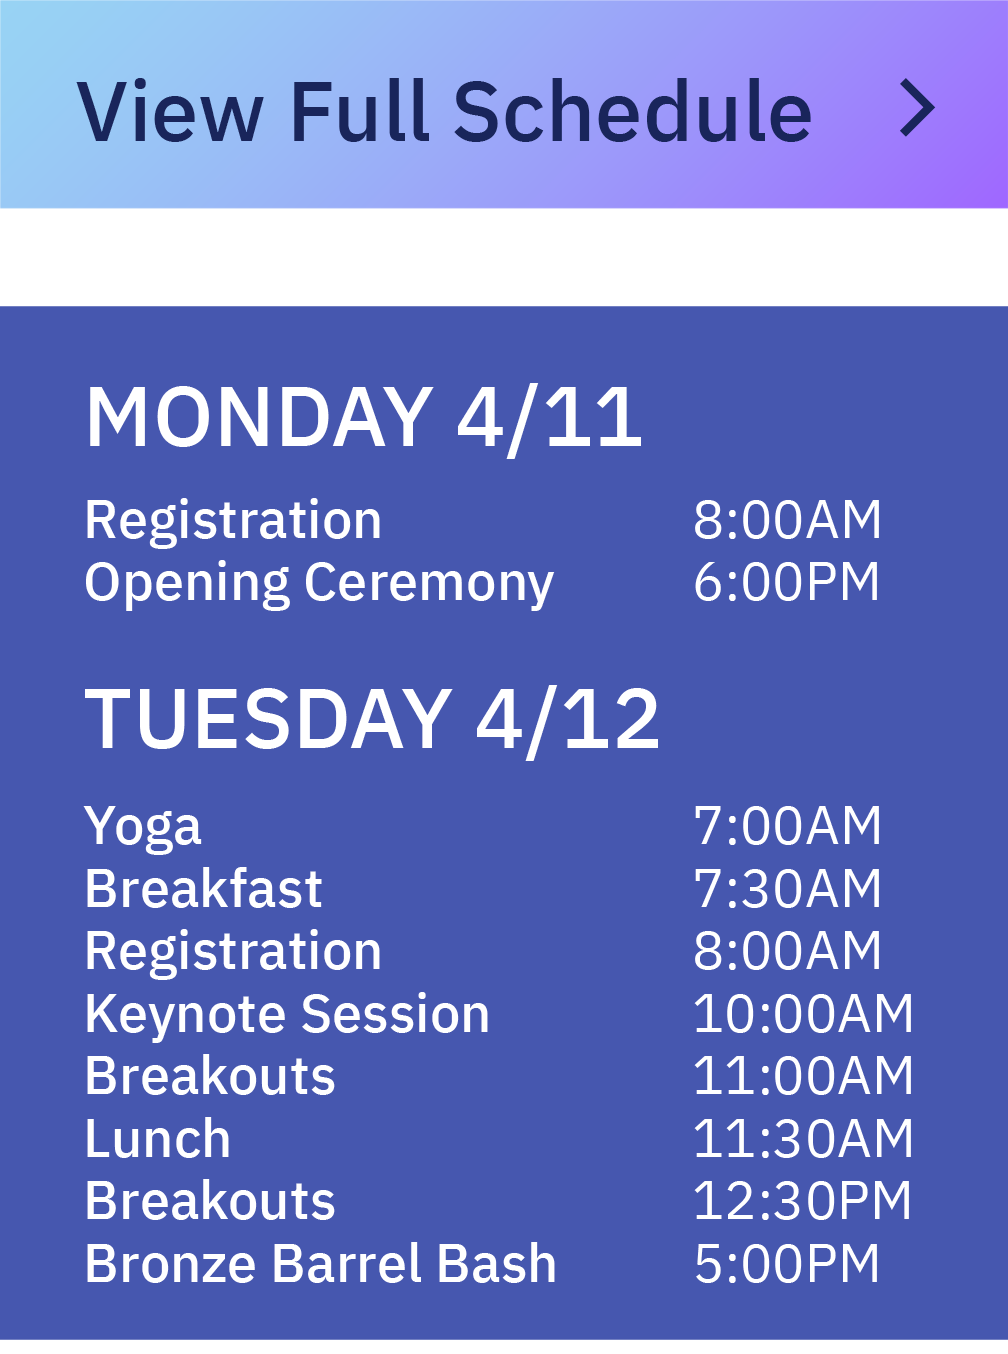 View Full Schedule
MONDAY 4/11
Registration 8:00AM
Opening Ceremony 6:00PM
TUESDAY 4/12
Yoga 7:00AM
Breakfast 7:30AM
Registration 8:00AM
Keynote Session 10:00AM
Breakouts 11:00AM
Lunch 11:30AM
Breakouts 12:30PM
Bronze Barrel Bash 5:00PM